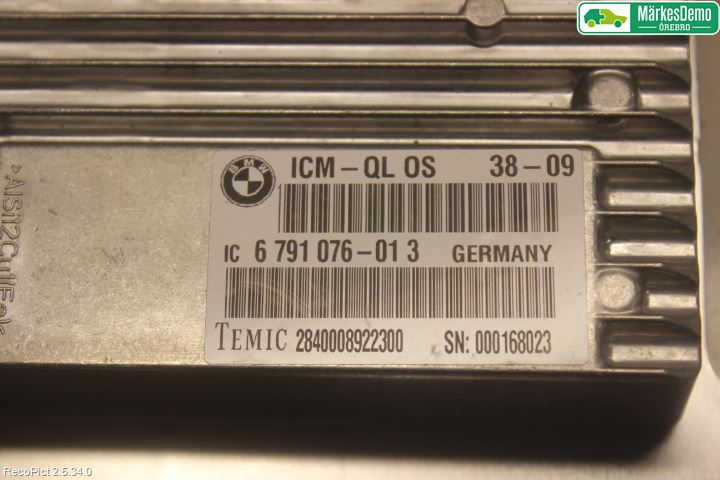 MärkesDemo
ÖREBRO
BMW
ICM-QL OS 38-09
IC 6 791 076-01 3 GERMANY
TEMIC 2840008922300 SN: 000168023
>AlSi12Cu1Fe<
RecoPict 2.5.34.0